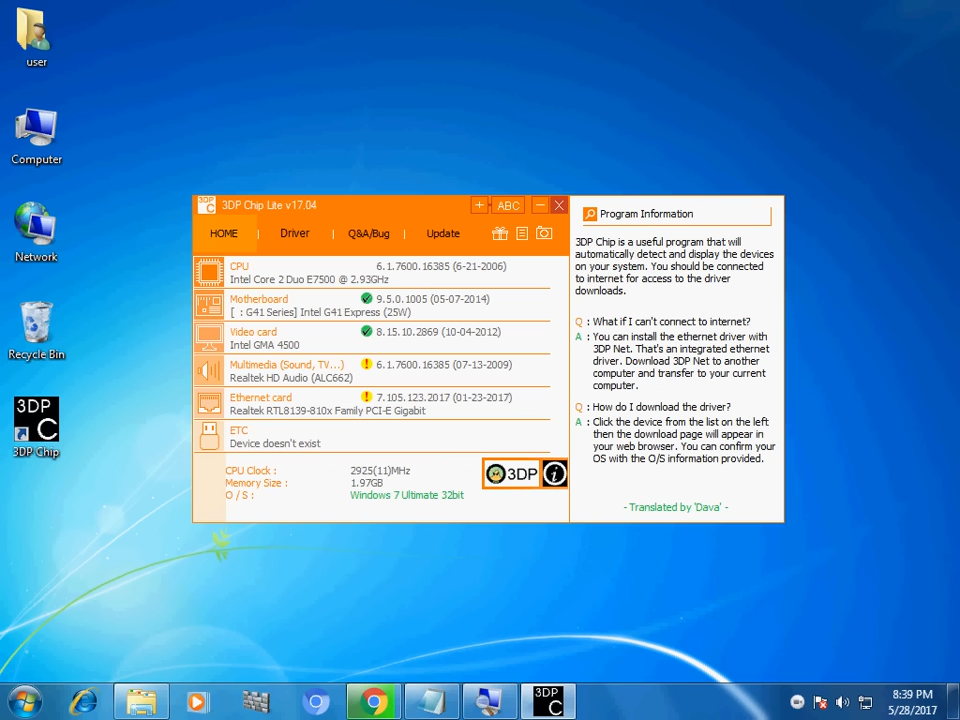 user
Computer
Network
Recycle Bin
3DP
C
3DP Chip
3DP
C
3DP Chip Lite v17.04
+
ABC
HOME
Driver
Q&A/Bug
Update
CPU
6.1.7600.16385 (6-21-2006)
Intel Core 2 Duo E7500 @ 2.93GHz
Motherboard
9.5.0.1005 (05-07-2014)
[ : G41 Series] Intel G41 Express (25W)
Video card
8.15.10.2869 (10-04-2012)
Intel GMA 4500
Multimedia (Sound, TV...)
6.1.7600.16385 (07-13-2009)
Realtek HD Audio (ALC662)
Ethernet card
7.105.123.2017 (01-23-2017)
Realtek RTL8139-810x Family PCI-E Gigabit
ETC
Device doesn't exist
CPU Clock :
2925(11)MHz
Memory Size :
1.97GB
O / S :
Windows 7 Ultimate 32bit
3DP
i
Program Information
3DP Chip is a useful program that will
automatically detect and display the devices
on your system. You should be connected
to internet for access to the driver
downloads.
Q : What if I can't connect to internet?
A : You can install the ethernet driver with
3DP Net. That's an integrated ethernet
driver. Download 3DP Net to another
computer and transfer to your current
computer.
Q : How do I download the driver?
A : Click the device from the list on the left
then the download page will appear in
your web browser. You can confirm your
OS with the O/S information provided.
- Translated by 'Dava' -
3DP
C
8:39 PM
5/28/2017